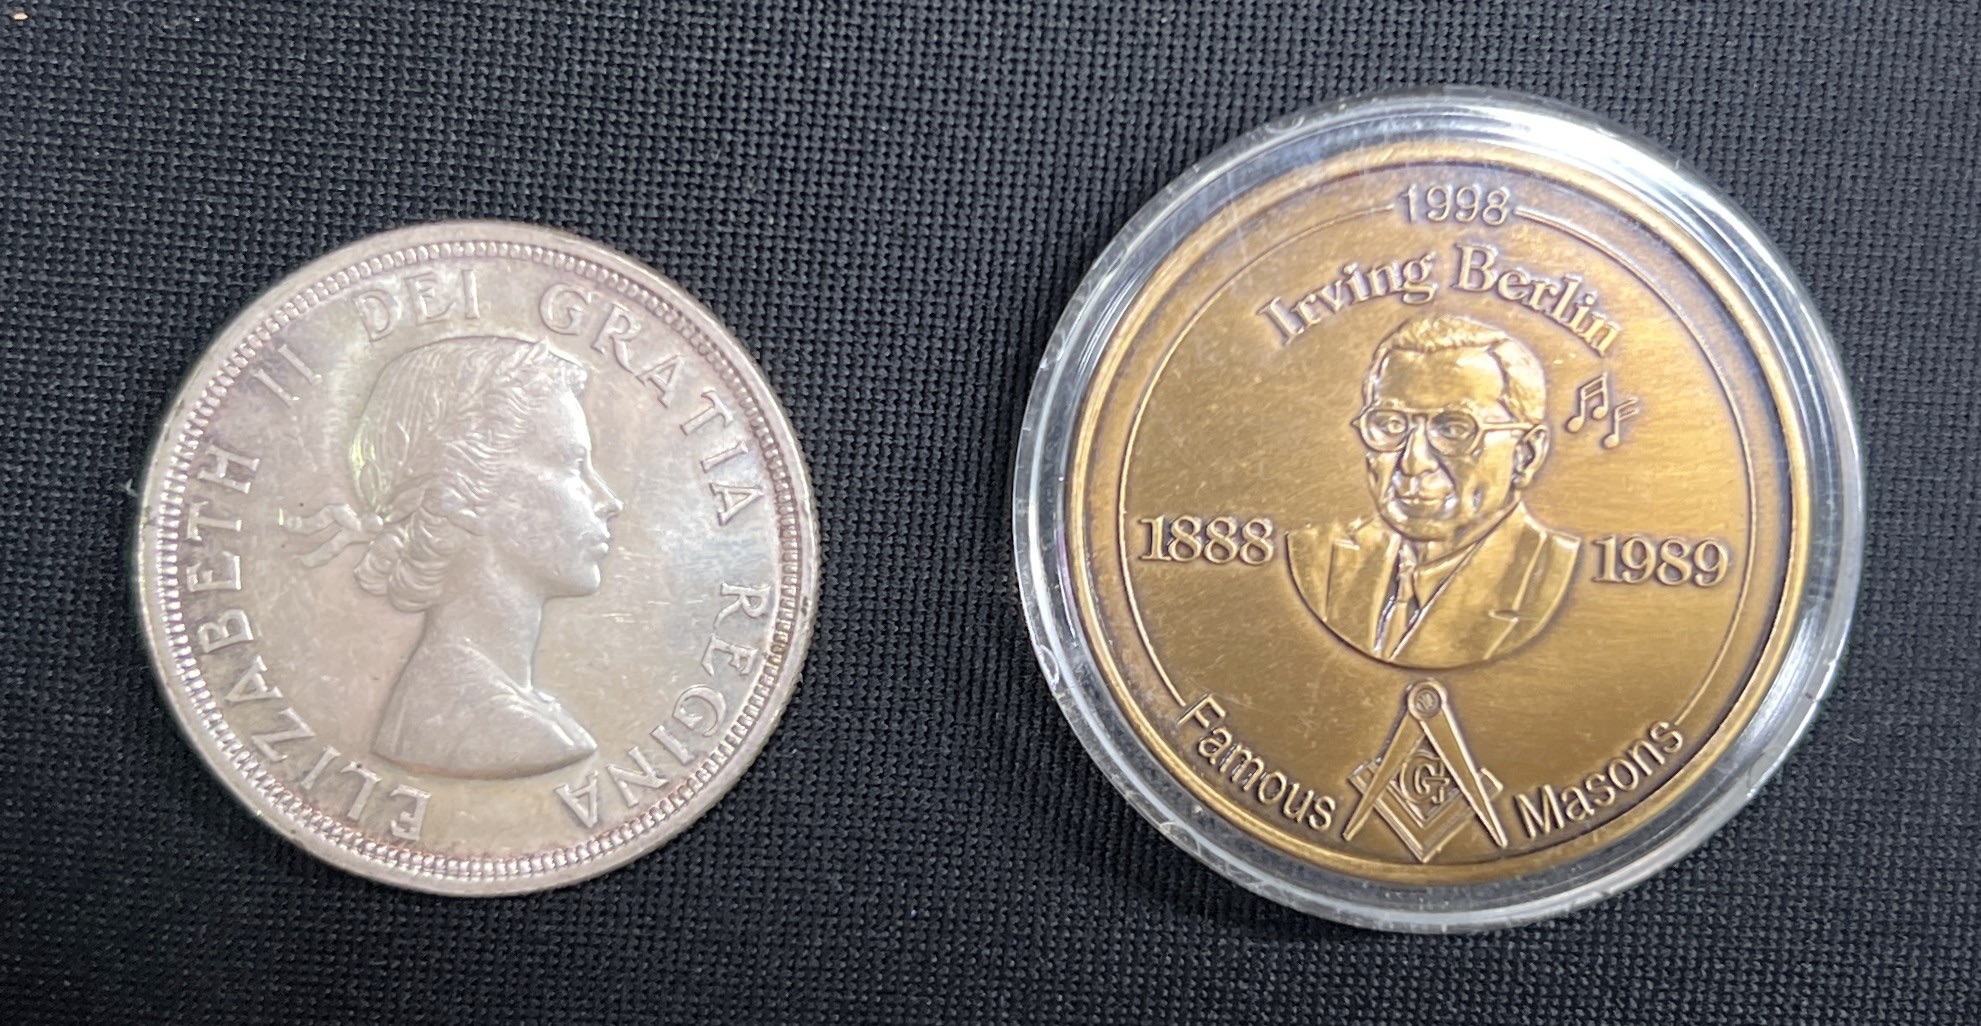 ELIZABETH II DEI GRATIA REGINA
1998
Irving Berlin
1888 1989
Famous Masons
G